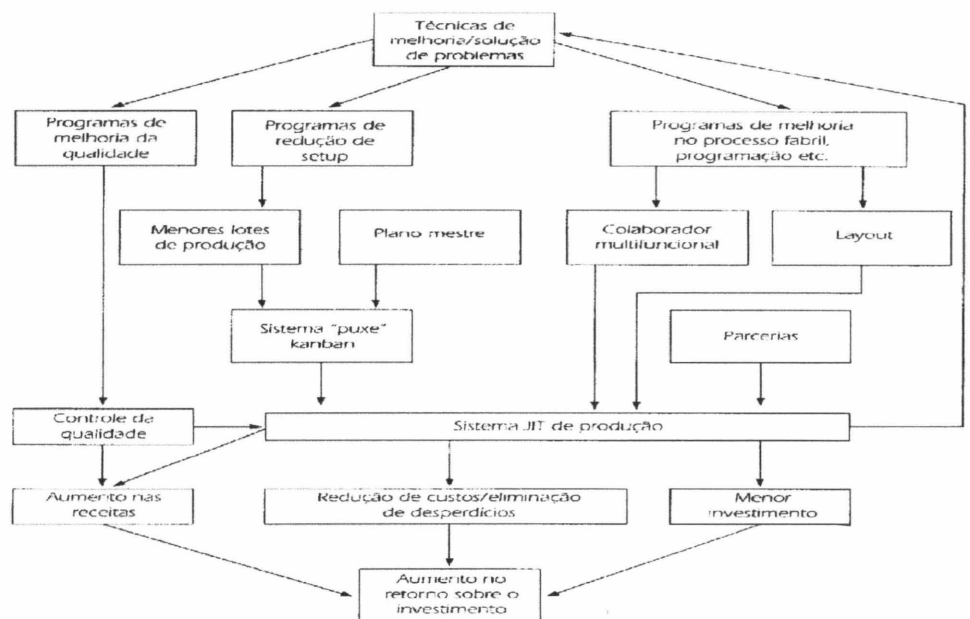 Técnicas de
melhoria/solução
de problemas
Programas de
melhoria da
qualidade
Programas de
redução de
setup
Programas de melhoria
no processo fabril,
programação etc.
Menores lotes
de produção
Plano mestre
Colaborador
multifuncional
Layout
Sistema "puxe"
kanban
Parcerias
Controle da
qualidade
Sistema JIT de produção
Aumento nas
receitas
Redução de custos/eliminação
de desperdícios
Menor
investimento
Aumento no
retorno sobre o
investimento